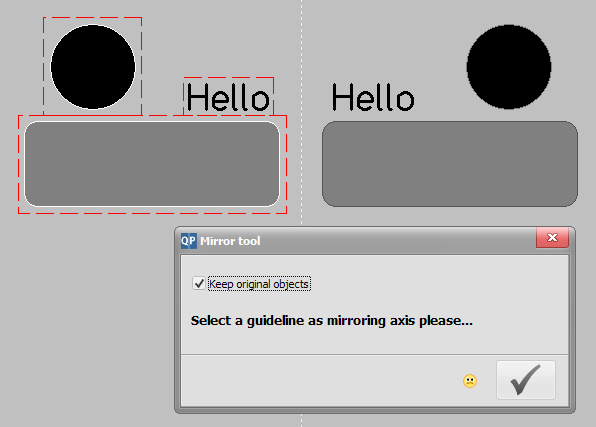 Hello Hello
QP Mirror tool
Keep original objects
Select a guideline as mirroring axis please...